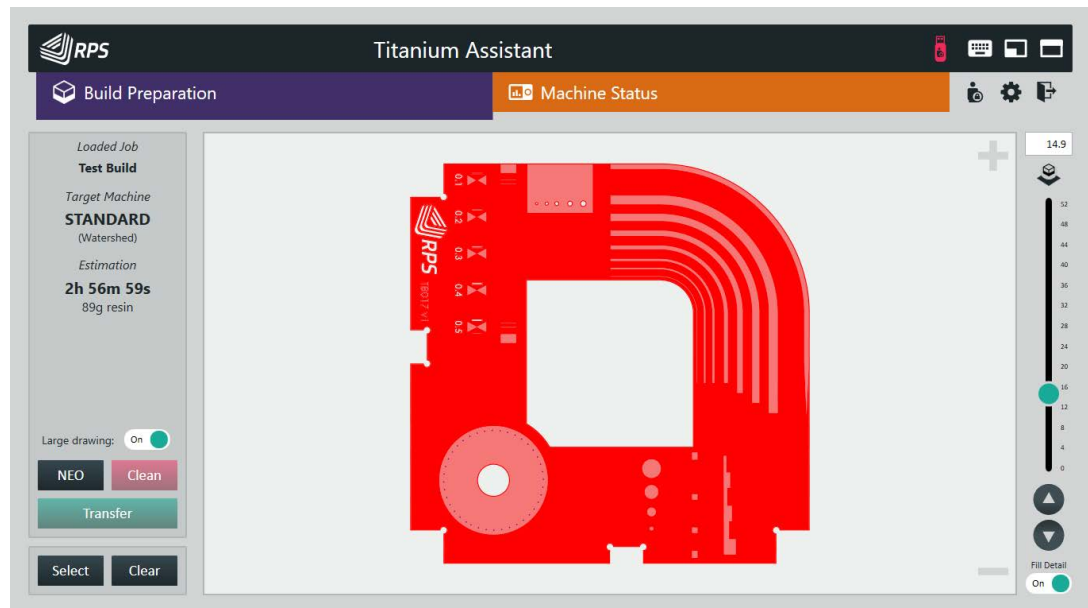 RPS
Titanium Assistant
Build Preparation
Machine Status
Loaded Job
Test Build
Target Machine
STANDARD
(Watershed)
Estimation
2h 56m 59s
89g resin
Large drawing: On
NEO
Clean
Transfer
Select
Clear
0.1
0.2
0.3
0.4
0.5
RPS
TB017 V1
14.9
52
48
44
40
36
32
28
24
20
16
12
8
4
0
Fill Detail
On